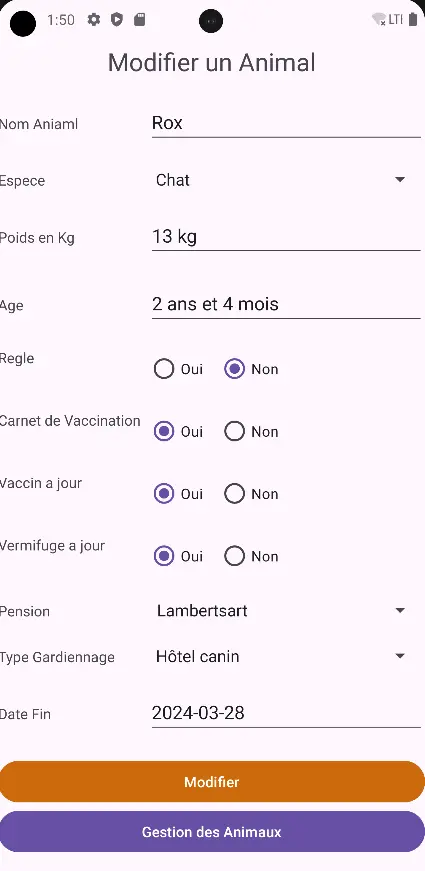 1:50 LTI
Modifier un Animal
Nom Aniaml Rox
Espece Chat
Poids en Kg 13 kg
Age 2 ans et 4 mois
Regle Oui Non
Carnet de Vaccination Oui Non
Vaccin a jour Oui Non
Vermifuge a jour Oui Non
Pension Lambertsart
Type Gardiennage Hôtel canin
Date Fin 2024-03-28
Modifier
Gestion des Animaux